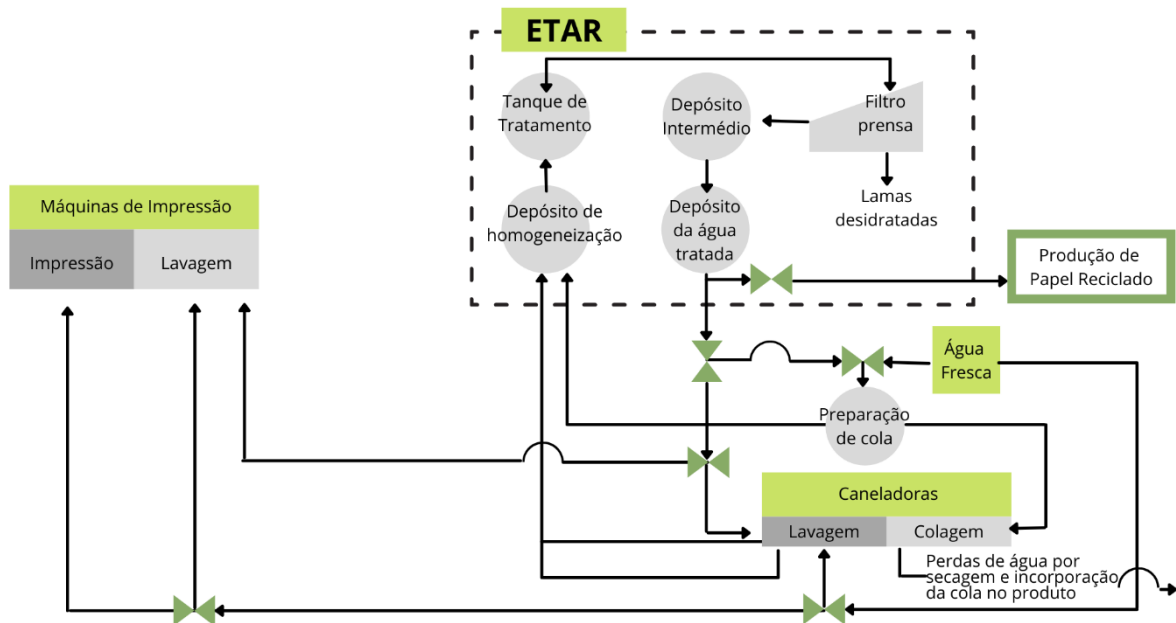 ETAR
Tanque de
Tratamento
Depósito
Intermédio
Filtro
prensa
Lamas
desidratadas
Depósito de
homogeneização
Depósito
da água
tratada
Máquinas de Impressão
Impressão
Lavagem
Produção de
Papel Reciclado
Água
Fresca
Preparação
de cola
Caneladoras
Lavagem
Colagem
Perdas de água por
secagem e incorporação
da cola no produto